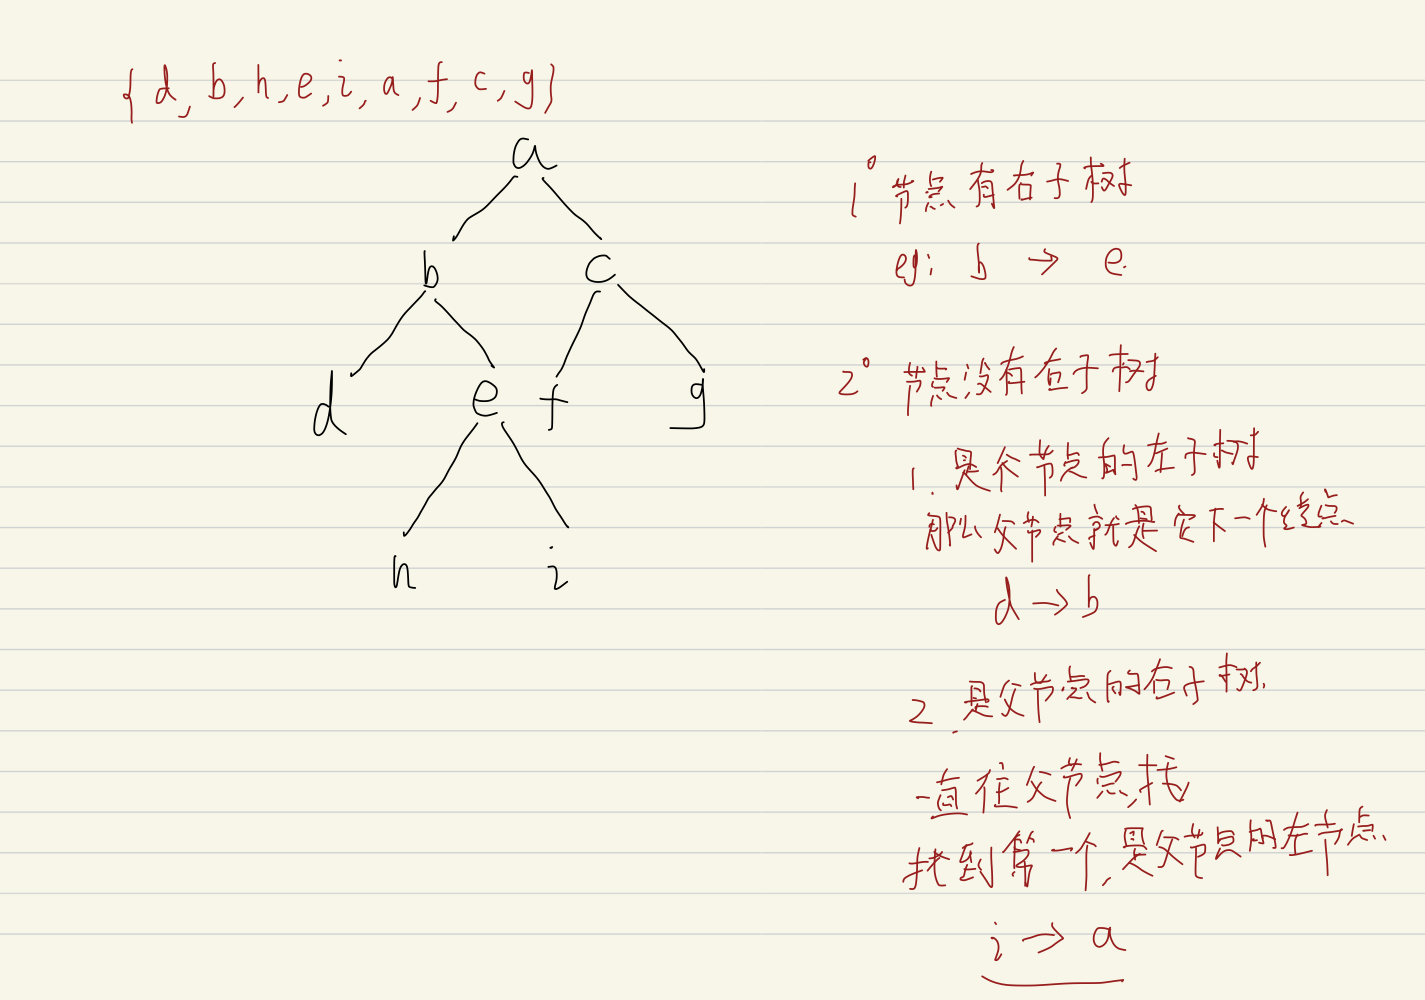 {d,b,h,e,i,a,f,c,g}
a
b c
d e f g
h i
1° 节点有右子树
eg: b → e.
2° 节点没有右子树
1. 是个节点的左子树
那么父节点就是它下一个结点
d → b
2. 是父节点的右子树.
一直往父节点,找
找到第一个,是父节点的左节点.
i → a